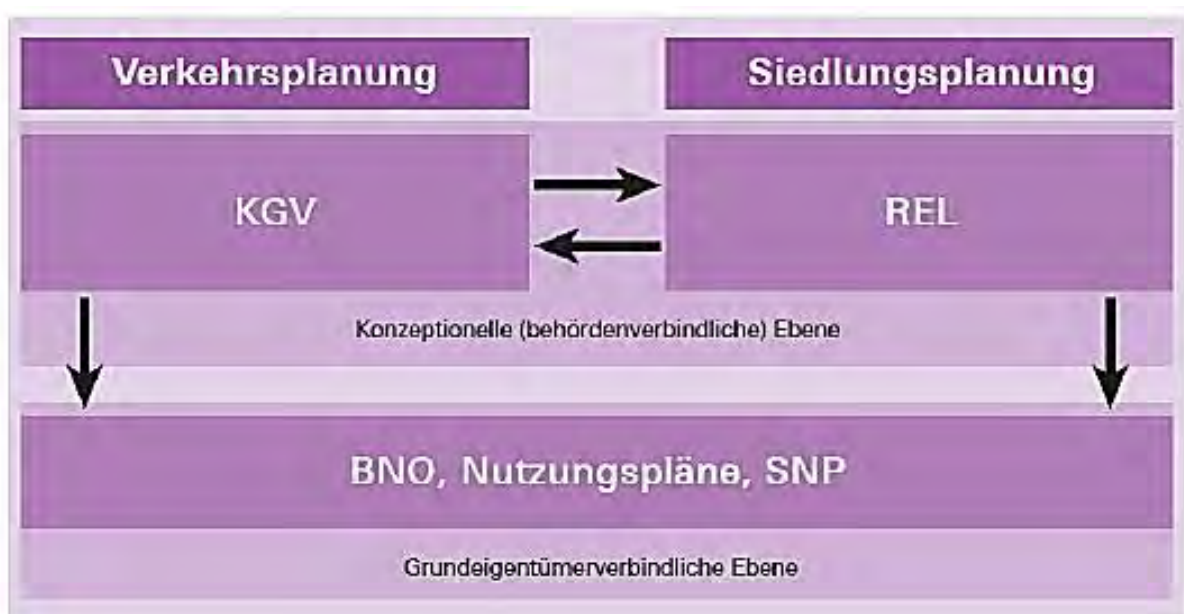 Verkehrsplanung
Siedlungsplanung
KGV
REL
Konzeptionelle (behördenverbindliche) Ebene
BNO, Nutzungspläne, SNP
Grundeigentümerverbindliche Ebene